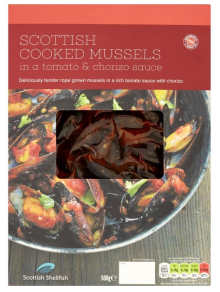 SCOTTISH
COOKED MUSSELS
in a tomato & chorizo sauce
Deliciously tender rope grown mussels in a rich tomato sauce with chorizo
Scottish Shellfish
500g e